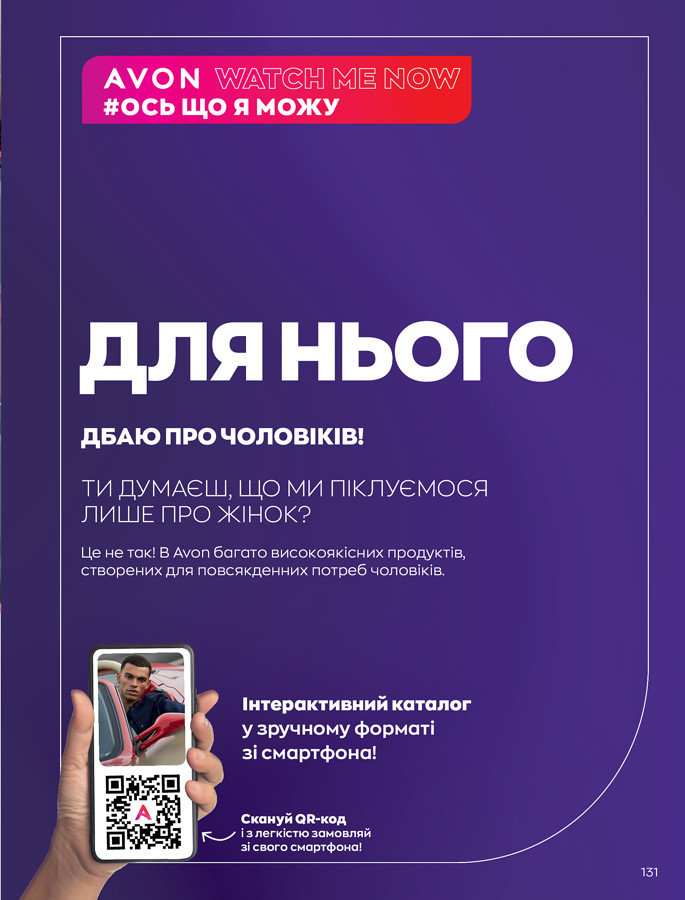 AVON WATCH ME NOW
#ОСЬ ЩО Я МОЖУ
ДЛЯ НЬОГО
ДБАЮ ПРО ЧОЛОВІКІВ!
ТИ ДУМАЄШ, ЩО МИ ПІКЛУЄМОСЯ
ЛИШЕ ПРО ЖІНОК?
Це не так! В Avon багато високоякісних продуктів,
створених для повсякденних потреб чоловіків.
Інтерактивний каталог
у зручному форматі
зі смартфона!
Скануй QR-код
і з легкістю замовляй
зі свого смартфона!
131